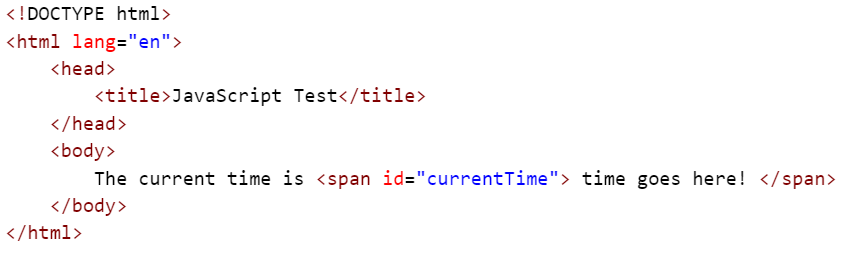 <!DOCTYPE html>
<html lang="en">
    <head>
        <title>JavaScript Test</title>
    </head>
    <body>
        The current time is <span id="currentTime"> time goes here! </span>
    </body>
</html>